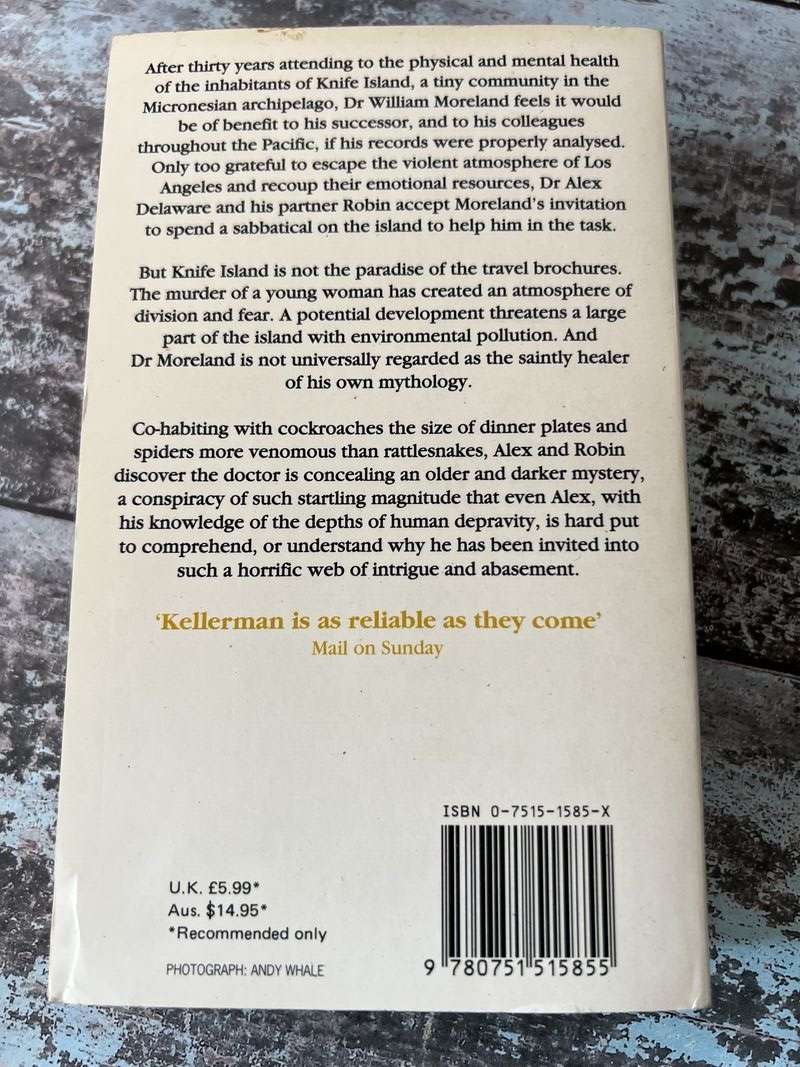 After thirty years attending to the physical and mental health
of the inhabitants of Knife Island, a tiny community in the
Micronesian archipelago, Dr William Moreland feels it would
be of benefit to his successor, and to his colleagues
throughout the Pacific, if his records were properly analysed.
Only too grateful to escape the violent atmosphere of Los
Angeles and recoup their emotional resources, Dr Alex
Delaware and his partner Robin accept Moreland's invitation
to spend a sabbatical on the island to help him in the task.
But Knife Island is not the paradise of the travel brochures.
The murder of a young woman has created an atmosphere of
division and fear. A potential development threatens a large
part of the island with environmental pollution. And
Dr Moreland is not universally regarded as the saintly healer
of his own mythology.
Co-habiting with cockroaches the size of dinner plates and
spiders more venomous than rattlesnakes, Alex and Robin
discover the doctor is concealing an older and darker mystery,
a conspiracy of such startling magnitude that even Alex, with
his knowledge of the depths of human depravity, is hard put
to comprehend, or understand why he has been invited into
such a horrific web of intrigue and abasement.
'Kellerman is as reliable as they come'
Mail on Sunday
ISBN 0-7515-1585-X
U.K. £5.99*
Aus. $14.95*
*Recommended only
PHOTOGRAPH: ANDY WHALE
9 780751 515855